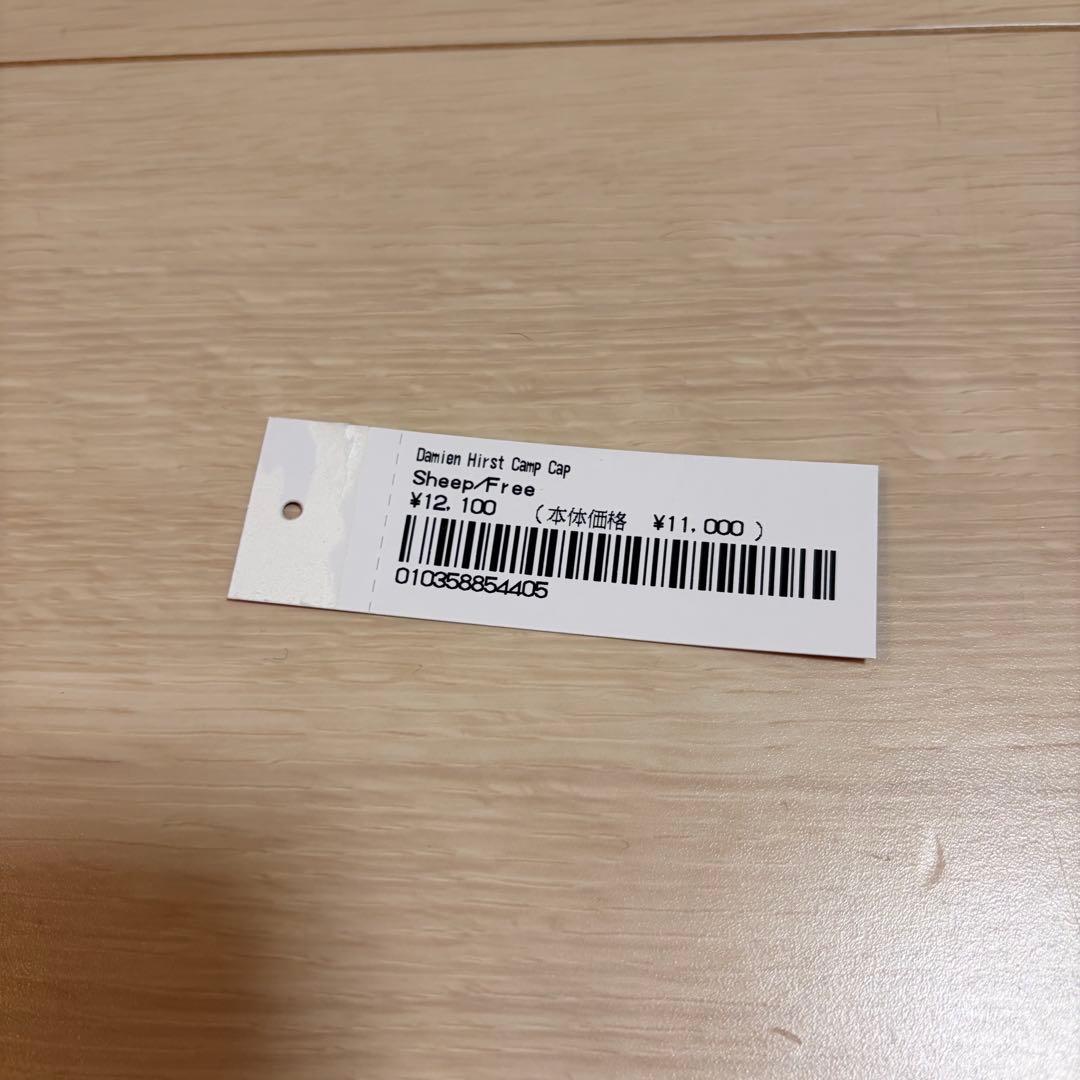 Damien Hirst Camp Cap
Sheep/Free
¥12,100 (本体価格 ¥11,000)
010358854405